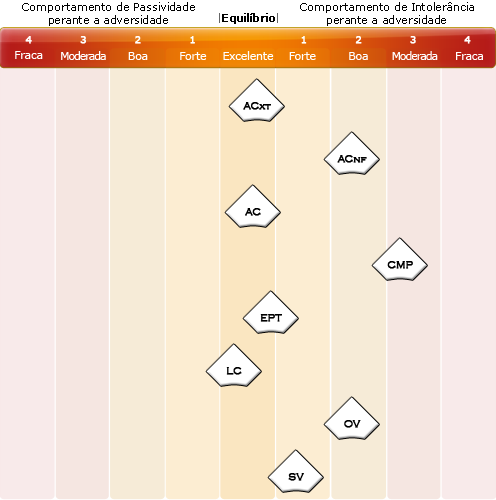 Comportamento de Passividade
perante a adversidade
|Equilíbrio|
Comportamento de Intolerância
perante a adversidade
4 3 2 1 1 2 3 4
Fraca Moderada Boa Forte Excelente Forte Boa Moderada Fraca
ACXT
ACNF
AC
CMP
EPT
LC
OV
SV